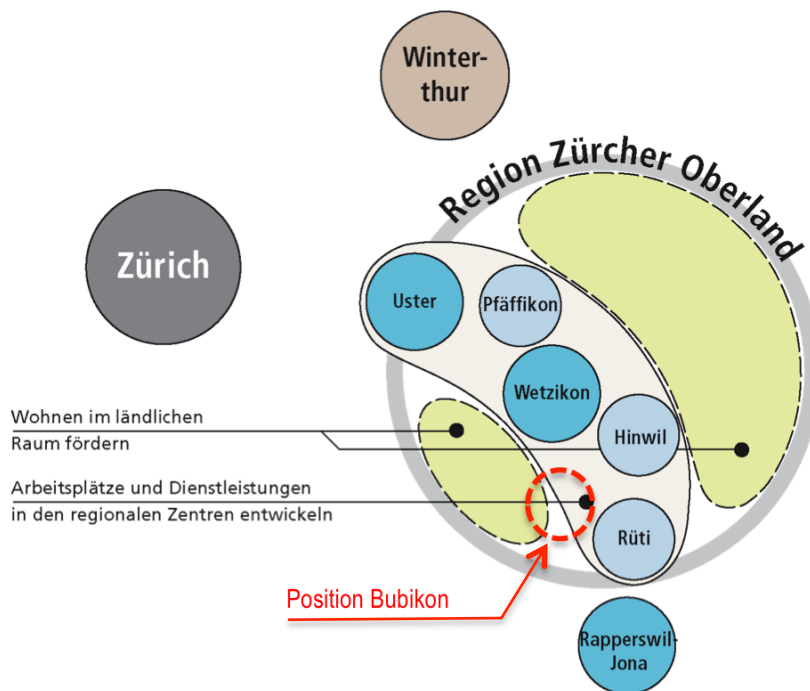 Winter-
thur
Region Zürcher Oberland
Zürich
Uster
Pfäffikon
Wetzikon
Wohnen im ländlichen
Raum fördern
Hinwil
Arbeitsplätze und Dienstleistungen
in den regionalen Zentren entwickeln
Rüti
Position Bubikon
Rapperswil-
Jona